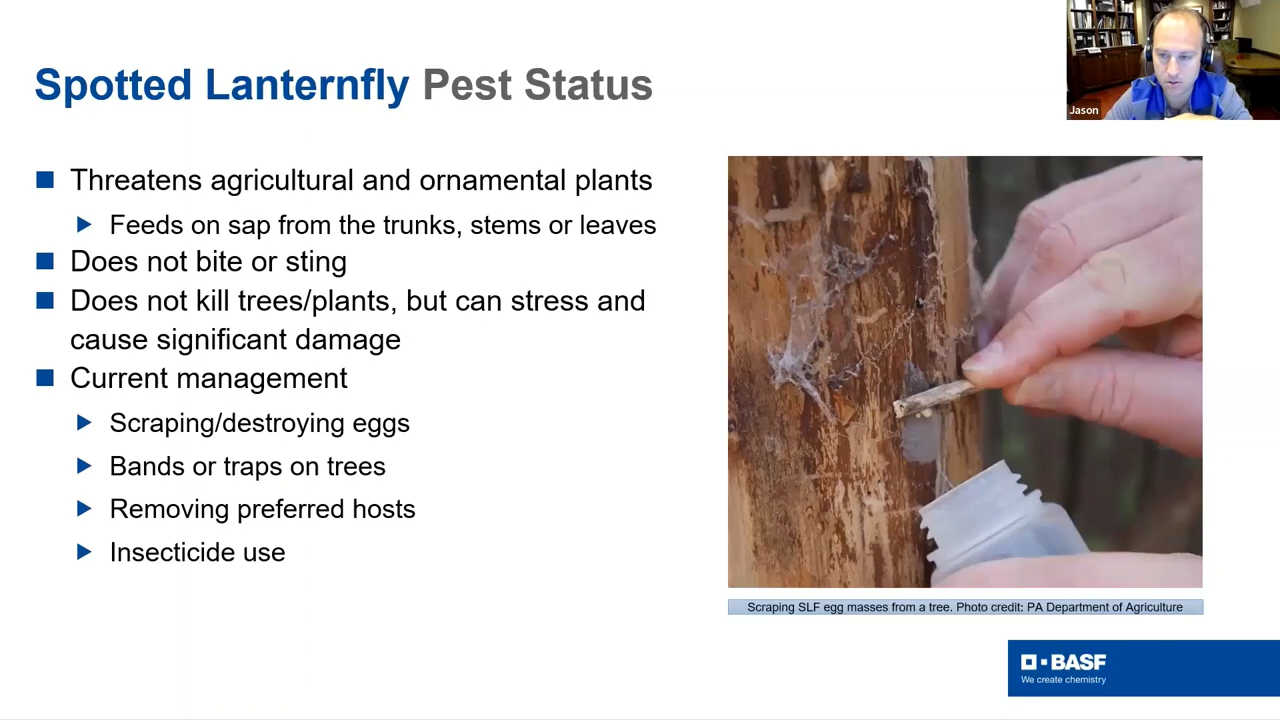 Spotted Lanternfly Pest Status
Jason
Threatens agricultural and ornamental plants
Feeds on sap from the trunks, stems or leaves
Does not bite or sting
Does not kill trees/plants, but can stress and
cause significant damage
Current management
Scraping/destroying eggs
Bands or traps on trees
Removing preferred hosts
Insecticide use
Scraping SLF egg masses from a tree. Photo credit: PA Department of Agriculture
BASF
We create chemistry